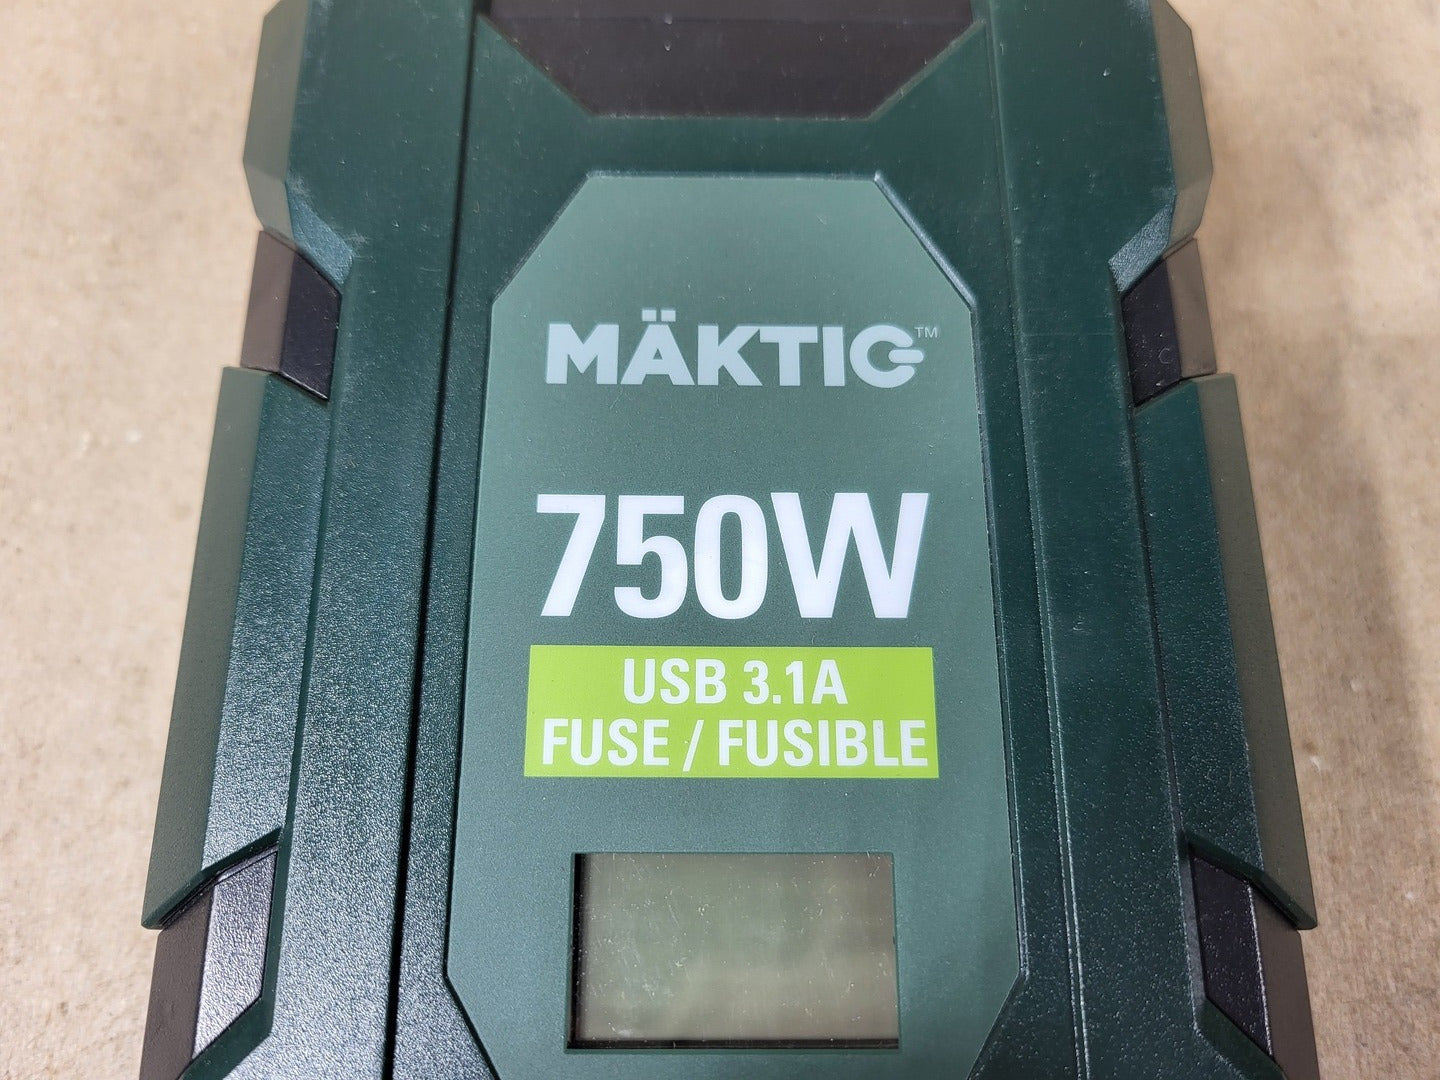 MÄKTIG™
750W
USB 3.1A
FUSE / FUSIBLE